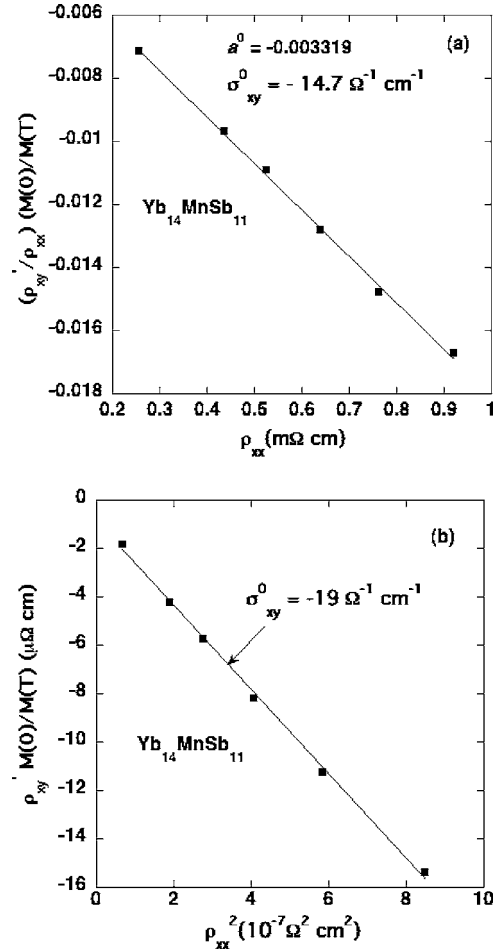 -0.006
(a)
a⁰ = -0.003319
-0.008
σ⁰xy = - 14.7 Ω⁻¹ cm⁻¹
-0.01
(ρxy'/ρxx) (M(0)/M(T)
-0.012
Yb₁₄MnSb₁₁
-0.014
-0.016
-0.018
0.2 0.3 0.4 0.5 0.6 0.7 0.8 0.9 1
ρxx(mΩ cm)
0
(b)
-2
-4
σ⁰xy = -19 Ω⁻¹ cm⁻¹
-6
ρxy' M(0)/M(T) (μΩ cm)
-8
-10
Yb₁₄MnSb₁₁
-12
-14
-16
0 2 4 6 8 10
ρxx²(10⁻⁷Ω² cm²)